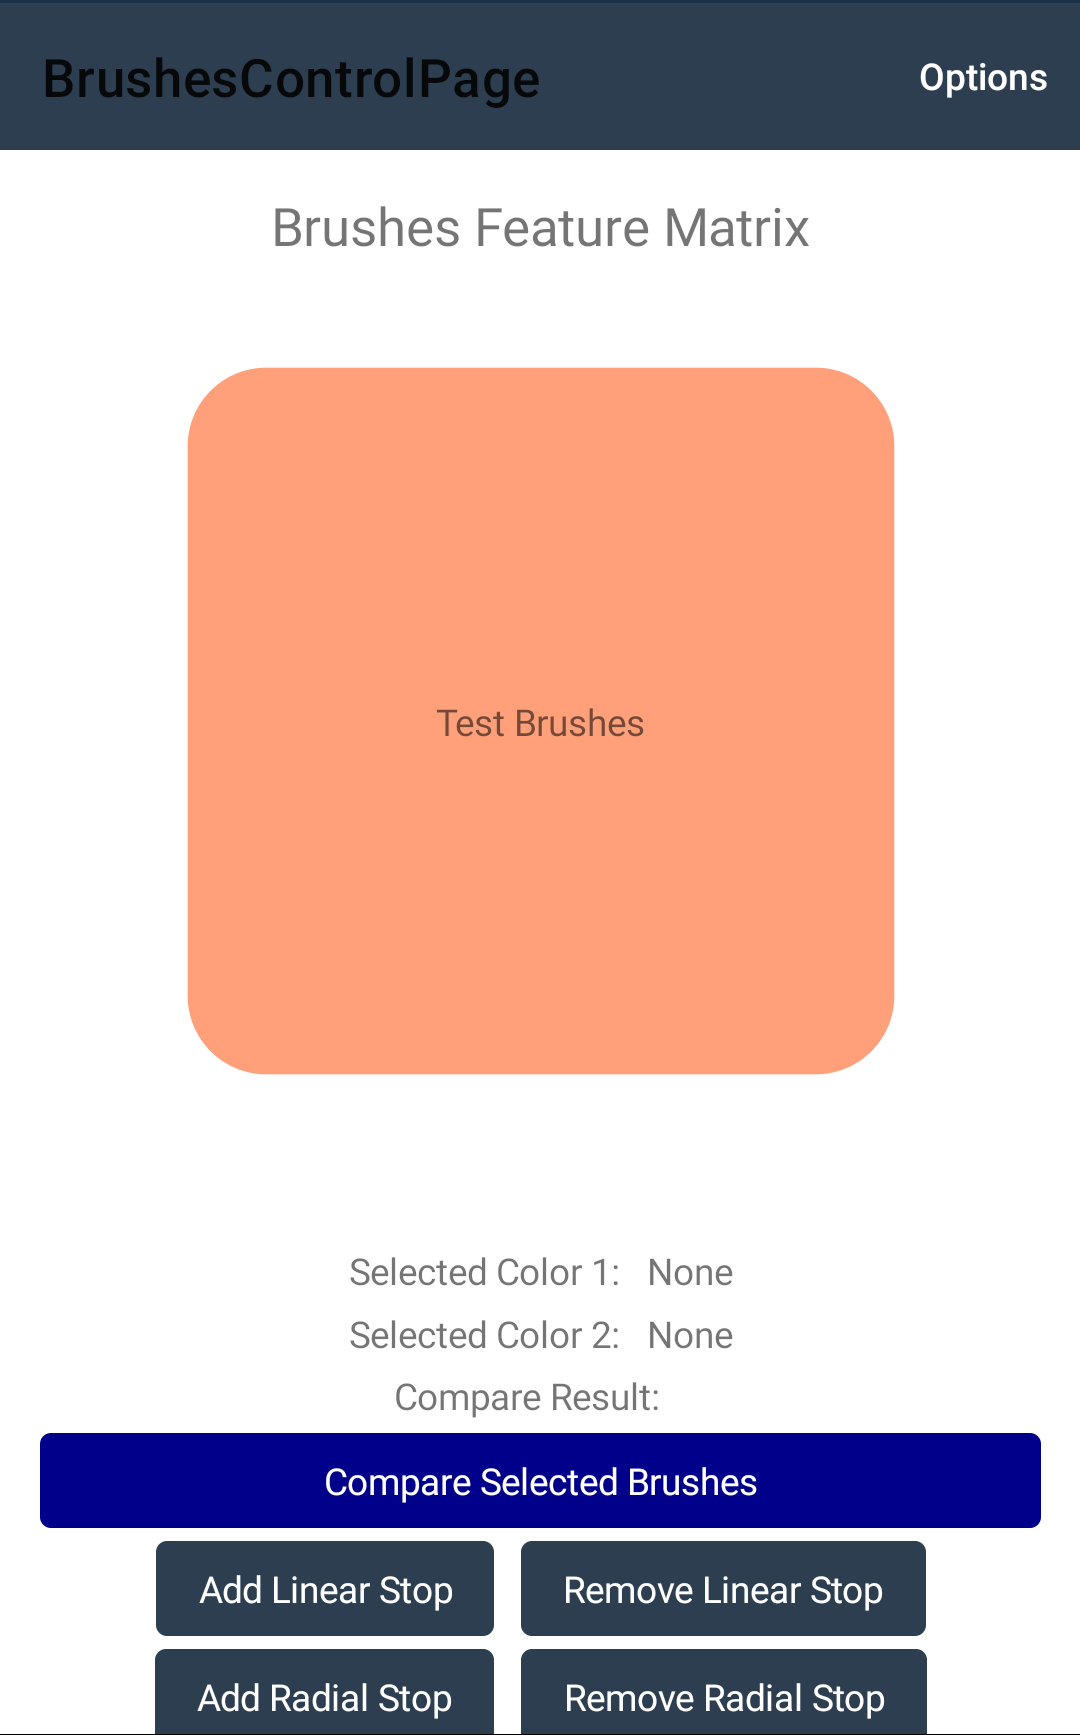 BrushesControlPage Options
Brushes Feature Matrix
Test Brushes
Selected Color 1: None
Selected Color 2: None
Compare Result:
Compare Selected Brushes
Add Linear Stop Remove Linear Stop
Add Radial Stop Remove Radial Stop